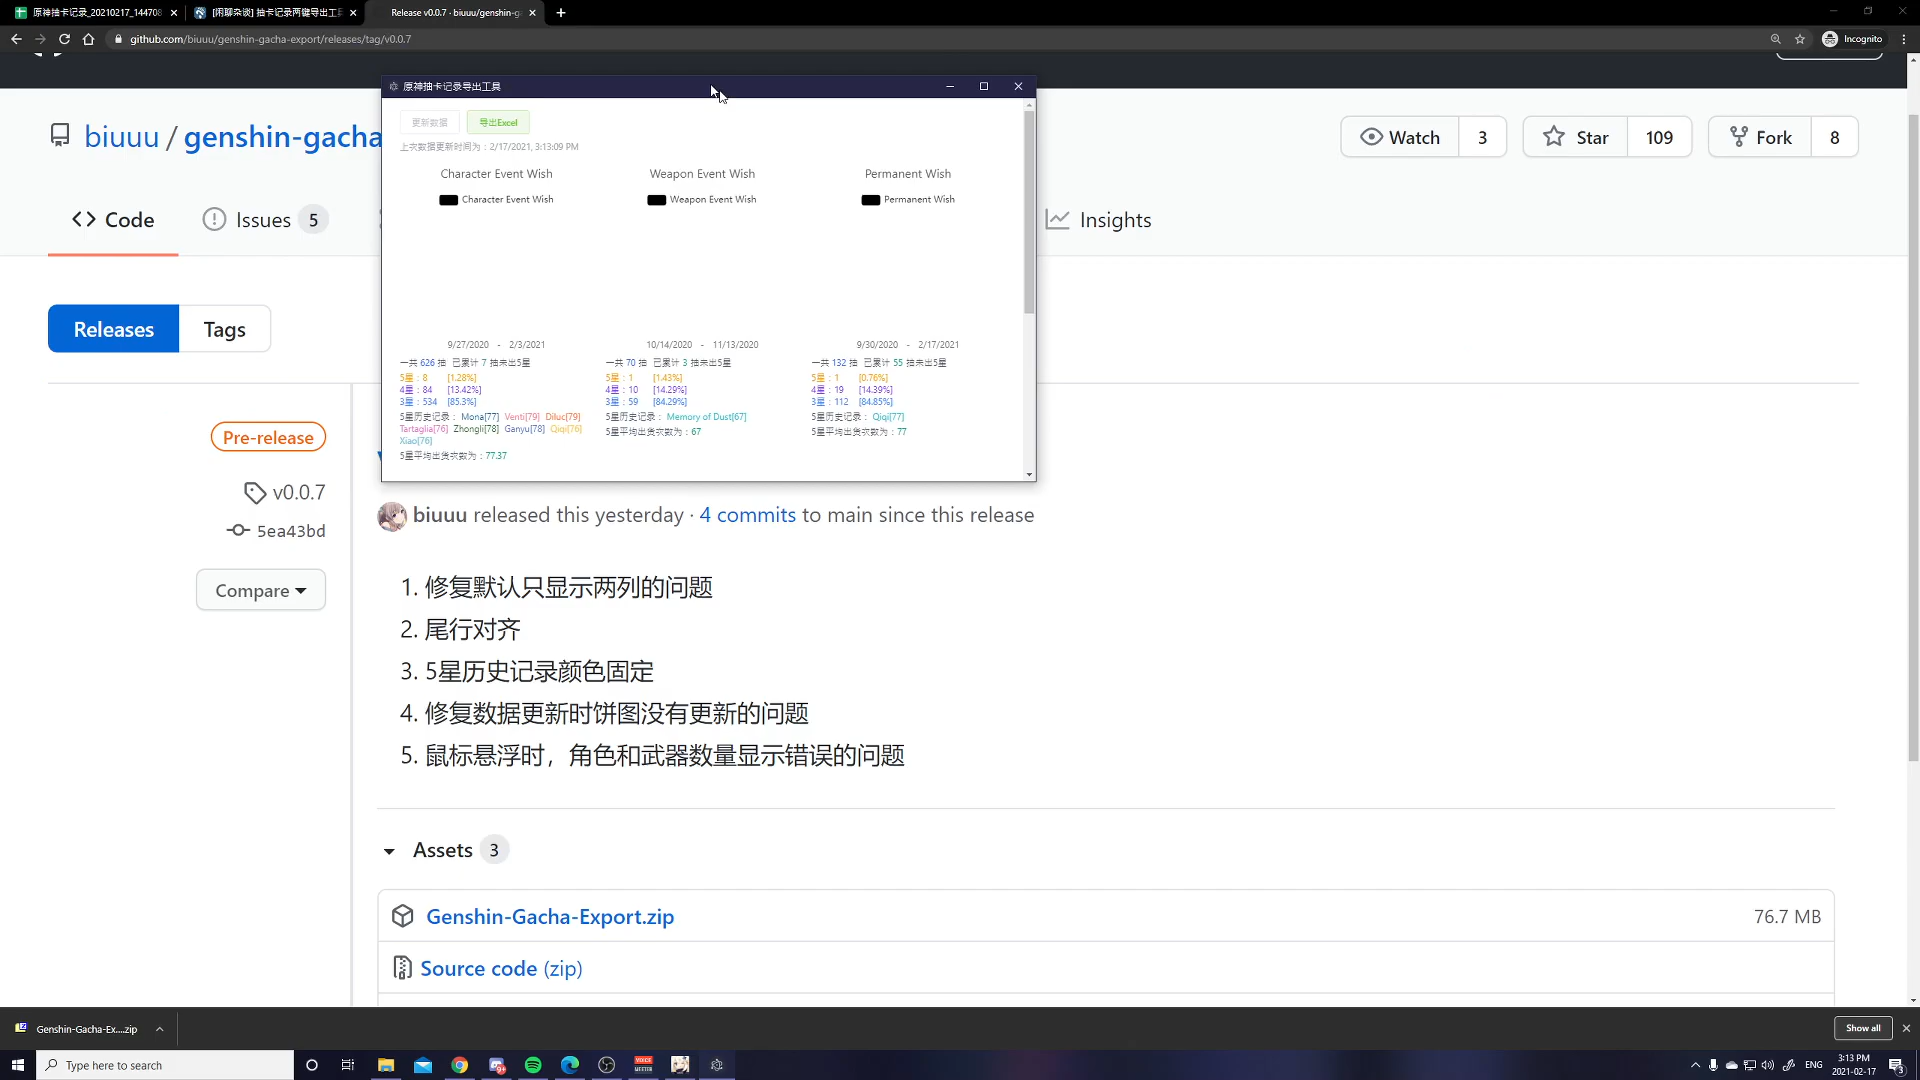 原神抽卡记录_20210217_144708
[闲聊杂谈] 抽卡记录两键导出工具
Release v0.0.7 · biuuu/genshin-g
github.com/biuuu/genshin-gacha-export/releases/tag/v0.0.7
Incognito
原神抽卡记录导出工具
更新数据
导出Excel
上次数据更新时间为：2/17/2021, 3:13:09 PM
Character Event Wish
Character Event Wish
9/27/2020 - 2/3/2021
一共 626 抽 已累计 7 抽未出5星
5星：8 [1.28%]
4星：84 [13.42%]
3星：534 [85.3%]
5星历史记录： Mona[77] Venti[79] Diluc[79]
Tartaglia[76] Zhongli[78] Ganyu[78] Qiqi[76]
Xiao[76]
5星平均出货次数为：77.37
Weapon Event Wish
Weapon Event Wish
10/14/2020 - 11/13/2020
一共 70 抽 已累计 3 抽未出5星
5星：1 [1.43%]
4星：10 [14.29%]
3星：59 [84.29%]
5星历史记录： Memory of Dust[67]
5星平均出货次数为：67
Permanent Wish
Permanent Wish
9/30/2020 - 2/17/2021
一共 132 抽 已累计 55 抽未出5星
5星：1 [0.76%]
4星：19 [14.39%]
3星：112 [84.85%]
5星历史记录： Qiqi[77]
5星平均出货次数为：77
biuuu / genshin-gacha
Watch 3
Star 109
Fork 8
Code
Issues 5
Insights
Releases
Tags
Pre-release
v0.0.7
5ea43bd
Compare
biuuu released this yesterday · 4 commits to main since this release
1. 修复默认只显示两列的问题
2. 尾行对齐
3. 5星历史记录颜色固定
4. 修复数据更新时饼图没有更新的问题
5. 鼠标悬浮时，角色和武器数量显示错误的问题
Assets 3
Genshin-Gacha-Export.zip 76.7 MB
Source code (zip)
Genshin-Gacha-Ex....zip
Show all
Type here to search
VOICE
MEETER
ENG
3:13 PM
2021-02-17